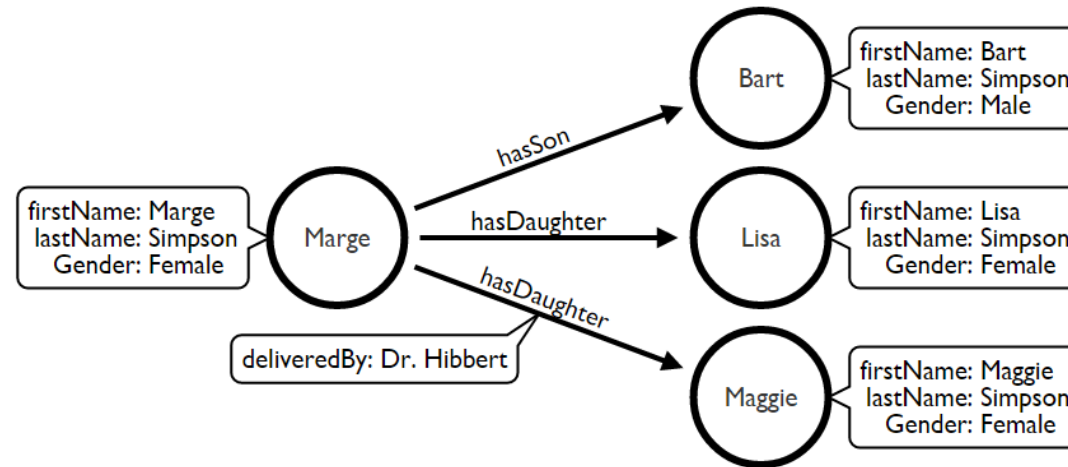 Bart
firstName: Bart
lastName: Simpson
Gender: Male
hasSon
firstName: Marge
lastName: Simpson
Gender: Female
Marge
hasDaughter
Lisa
firstName: Lisa
lastName: Simpson
Gender: Female
hasDaughter
deliveredBy: Dr. Hibbert
Maggie
firstName: Maggie
lastName: Simpson
Gender: Female